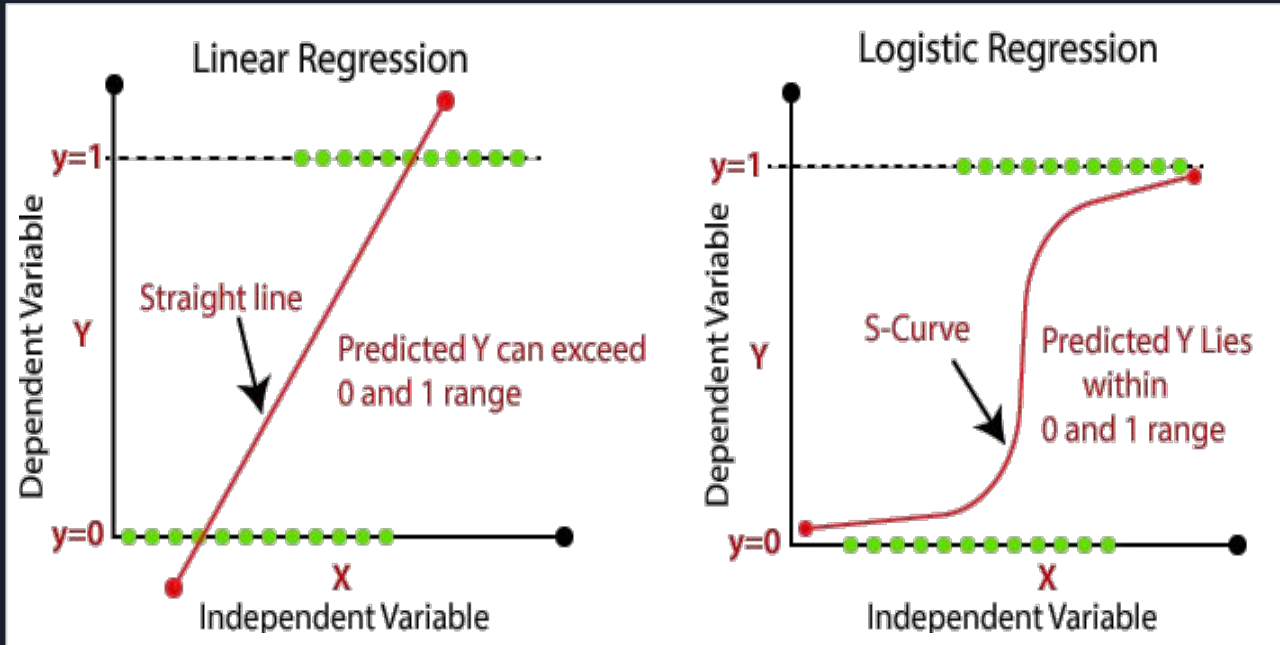 Linear Regression
y=1
Dependent Variable
Y
Straight line
Predicted Y can exceed
0 and 1 range
y=0
X
Independent Variable
Logistic Regression
y=1
Dependent Variable
Y
S-Curve
Predicted Y Lies
within
0 and 1 range
y=0
X
Independent Variable